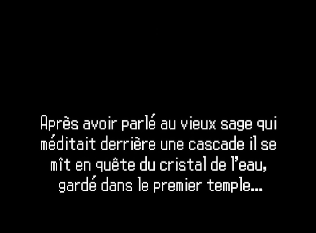 Après avoir parlé au vieux sage qui
méditait derrière une cascade il se
mît en quête du cristal de l'eau,
gardé dans le premier temple...